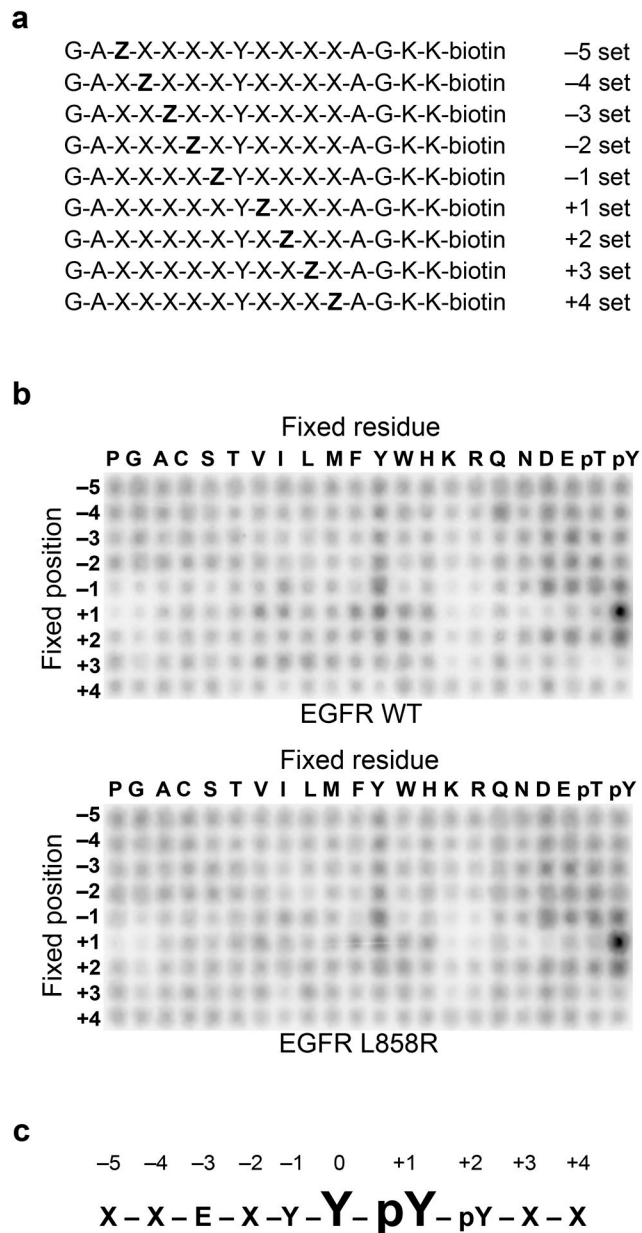 a
G-A-Z-X-X-X-X-Y-X-X-X-X-A-G-K-K-biotin –5 set
G-A-X-Z-X-X-X-Y-X-X-X-X-A-G-K-K-biotin –4 set
G-A-X-X-Z-X-X-Y-X-X-X-X-A-G-K-K-biotin –3 set
G-A-X-X-X-Z-X-Y-X-X-X-X-A-G-K-K-biotin –2 set
G-A-X-X-X-X-Z-Y-X-X-X-X-A-G-K-K-biotin –1 set
G-A-X-X-X-X-X-Y-Z-X-X-X-A-G-K-K-biotin +1 set
G-A-X-X-X-X-X-Y-X-Z-X-X-A-G-K-K-biotin +2 set
G-A-X-X-X-X-X-Y-X-X-Z-X-A-G-K-K-biotin +3 set
G-A-X-X-X-X-X-Y-X-X-X-Z-A-G-K-K-biotin +4 set
b
Fixed residue
P G A C S T V I L M F Y W H K R Q N D E pT pY
Fixed position
–5
–4
–3
–2
–1
+1
+2
+3
+4
EGFR WT
Fixed residue
P G A C S T V I L M F Y W H K R Q N D E pT pY
Fixed position
–5
–4
–3
–2
–1
+1
+2
+3
+4
EGFR L858R
c
–5 –4 –3 –2 –1 0 +1 +2 +3 +4
X – X – E – X – Y – Y – pY – pY – X – X